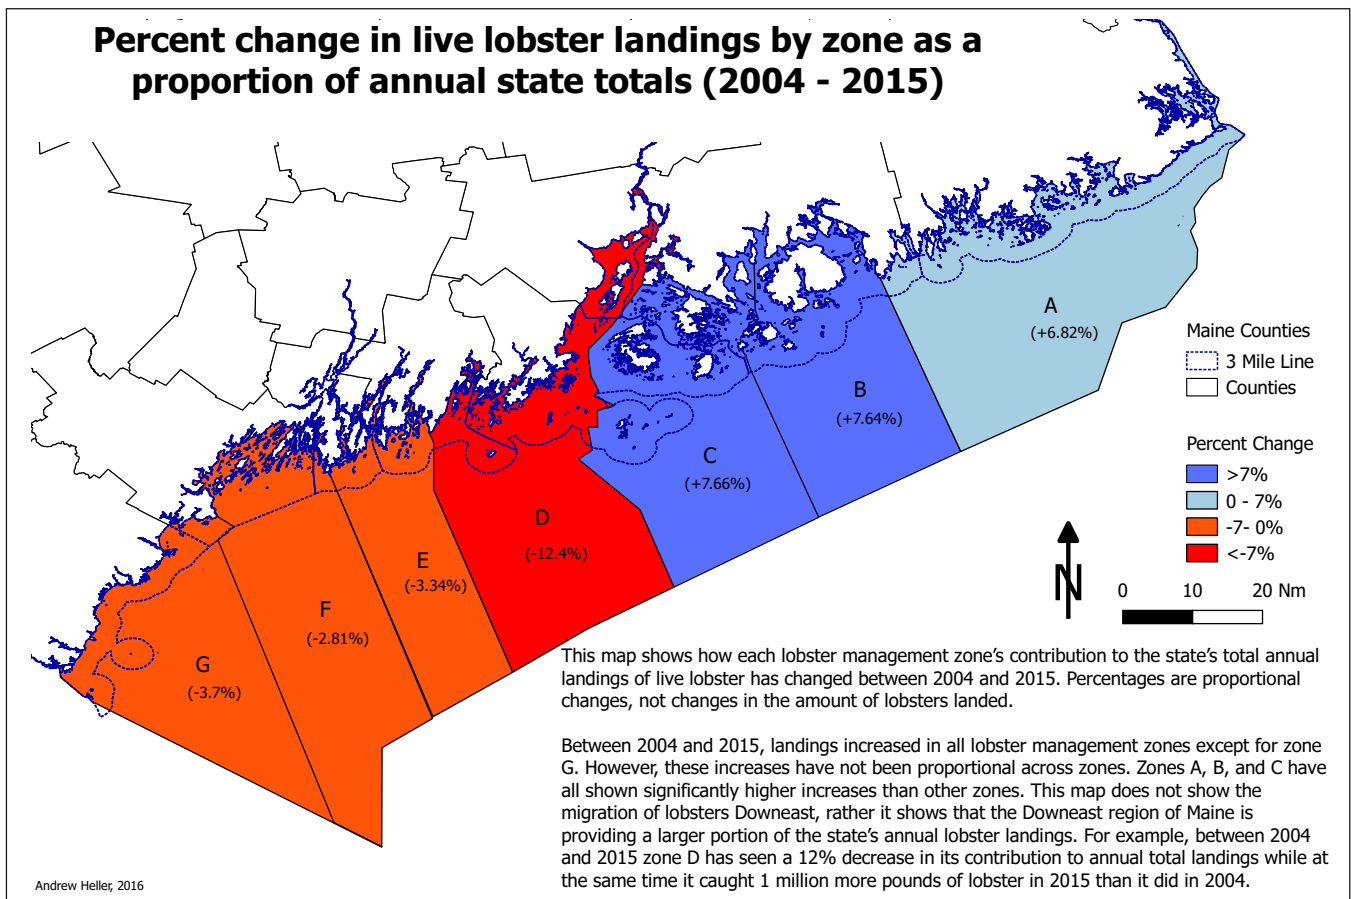 Percent change in live lobster landings by zone as a
proportion of annual state totals (2004 - 2015)
A
(+6.82%)
B
(+7.64%)
C
(+7.66%)
D
(-12.4%)
E
(-3.34%)
F
(-2.81%)
G
(-3.7%)
Maine Counties
3 Mile Line
Counties
Percent Change
>7%
0 - 7%
-7- 0%
<-7%
N
0 10 20 Nm
This map shows how each lobster management zone's contribution to the state's total annual
landings of live lobster has changed between 2004 and 2015. Percentages are proportional
changes, not changes in the amount of lobsters landed.
Between 2004 and 2015, landings increased in all lobster management zones except for zone
G. However, these increases have not been proportional across zones. Zones A, B, and C have
all shown significantly higher increases than other zones. This map does not show the
migration of lobsters Downeast, rather it shows that the Downeast region of Maine is
providing a larger portion of the state's annual lobster landings. For example, between 2004
and 2015 zone D has seen a 12% decrease in its contribution to annual total landings while at
the same time it caught 1 million more pounds of lobster in 2015 than it did in 2004.
Andrew Heller, 2016